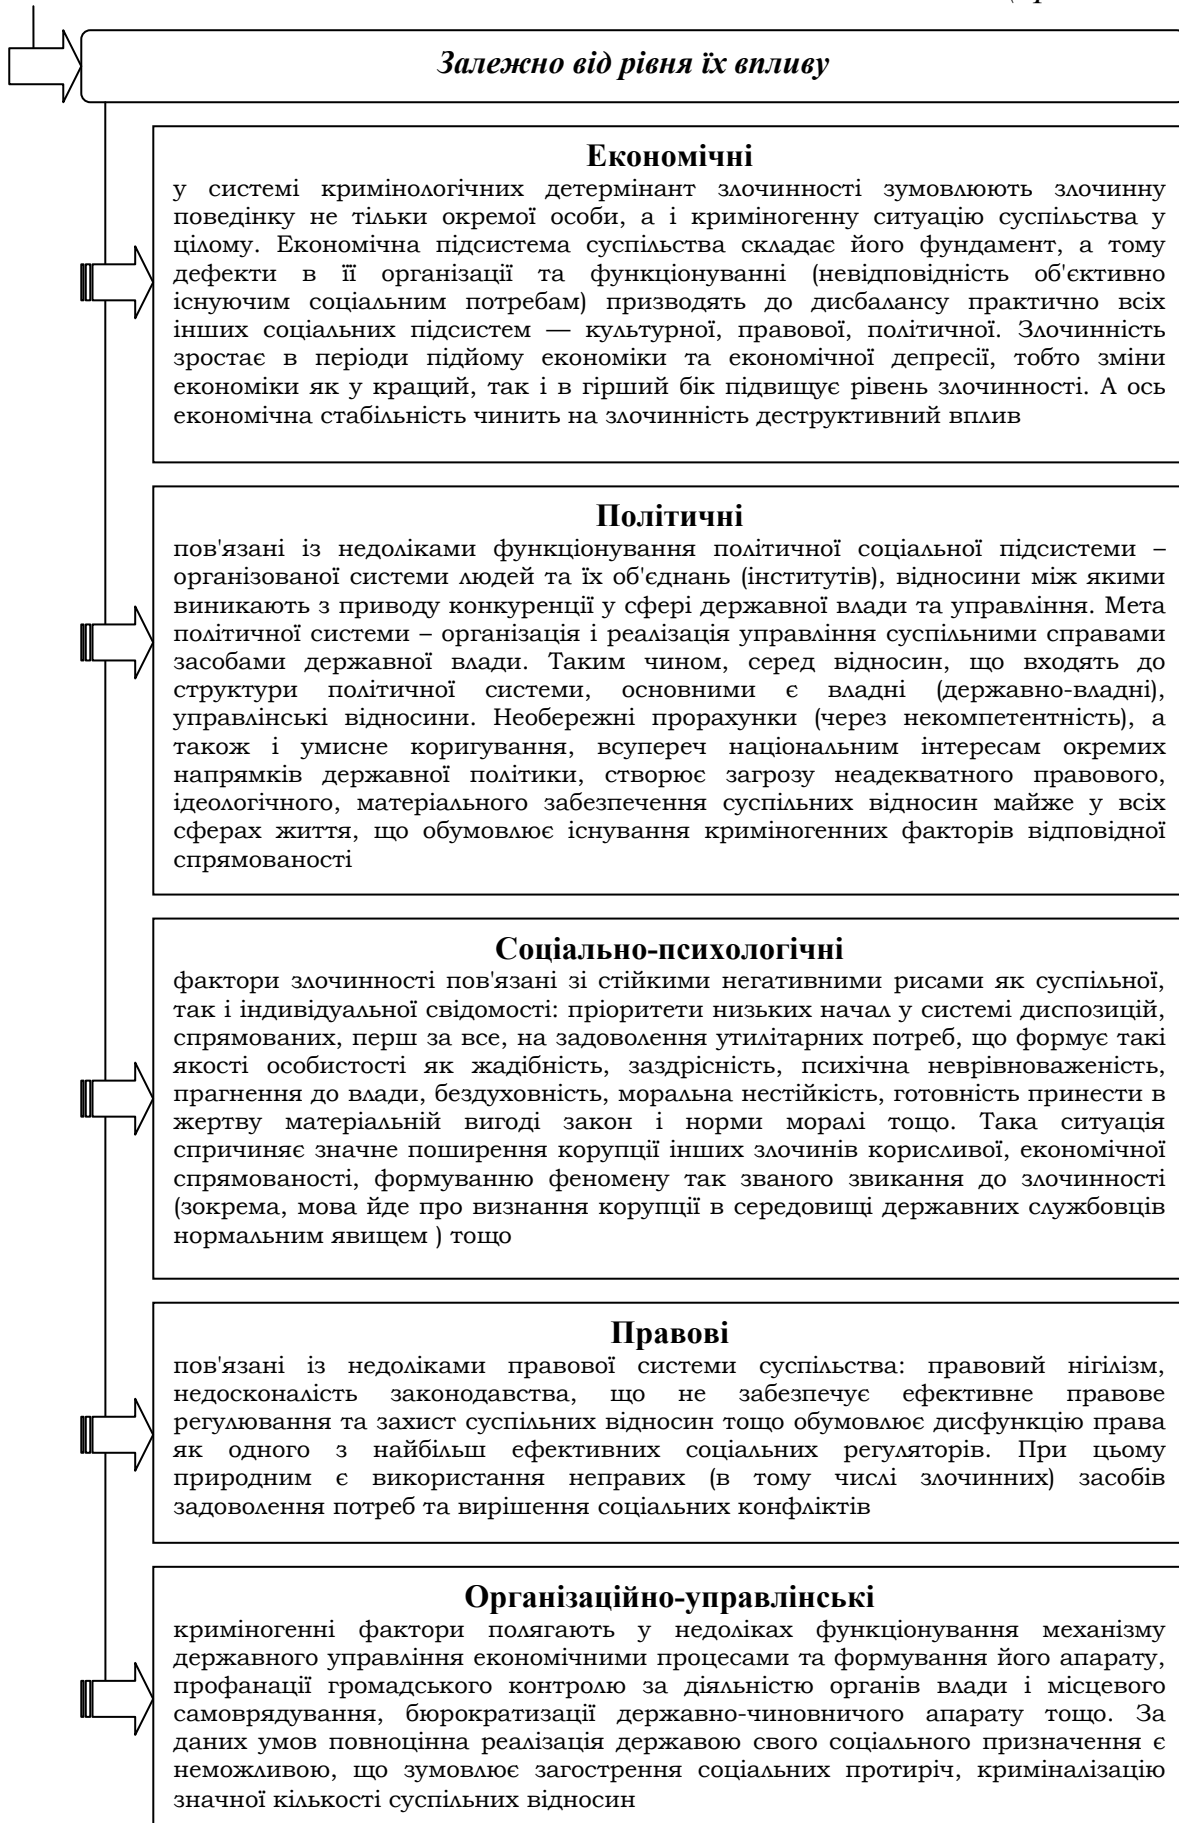 Залежно від рівня їх впливу
Економічні
у системі кримінологічних детермінант злочинності зумовлюють злочинну
поведінку не тільки окремої особи, а і криміногенну ситуацію суспільства у
цілому. Економічна підсистема суспільства складає його фундамент, а тому
дефекти в її організації та функціонуванні (невідповідність об'єктивно
існуючим соціальним потребам) призводять до дисбалансу практично всіх
інших соціальних підсистем — культурної, правової, політичної. Злочинність
зростає в періоди підйому економіки та економічної депресії, тобто зміни
економіки як у кращий, так і в гірший бік підвищує рівень злочинності. А ось
економічна стабільність чинить на злочинність деструктивний вплив
Політичні
пов'язані із недоліками функціонування політичної соціальної підсистеми –
організованої системи людей та їх об'єднань (інститутів), відносини між якими
виникають з приводу конкуренції у сфері державної влади та управління. Мета
політичної системи – організація і реалізація управління суспільними справами
засобами державної влади. Таким чином, серед відносин, що входять до
структури політичної системи, основними є владні (державно-владні),
управлінські відносини. Необережні прорахунки (через некомпетентність), а
також і умисне коригування, всупереч національним інтересам окремих
напрямків державної політики, створює загрозу неадекватного правового,
ідеологічного, матеріального забезпечення суспільних відносин майже у всіх
сферах життя, що обумовлює існування криміногенних факторів відповідної
спрямованості
Соціально-психологічні
фактори злочинності пов'язані зі стійкими негативними рисами як суспільної,
так і індивідуальної свідомості: пріоритети низьких начал у системі диспозицій,
спрямованих, перш за все, на задоволення утилітарних потреб, що формує такі
якості особистості як жадібність, заздрісність, психічна неврівноваженість,
прагнення до влади, бездуховність, моральна нестійкість, готовність принести в
жертву матеріальній вигоді закон і норми моралі тощо. Така ситуація
спричиняє значне поширення корупції інших злочинів корисливої, економічної
спрямованості, формуванню феномену так званого звикання до злочинності
(зокрема, мова йде про визнання корупції в середовищі державних службовців
нормальним явищем ) тощо
Правові
пов'язані із недоліками правової системи суспільства: правовий нігілізм,
недосконалість законодавства, що не забезпечує ефективне правове
регулювання та захист суспільних відносин тощо обумовлює дисфункцію права
як одного з найбільш ефективних соціальних регуляторів. При цьому
природним є використання неправих (в тому числі злочинних) засобів
задоволення потреб та вирішення соціальних конфліктів
Організаційно-управлінські
криміногенні фактори полягають у недоліках функціонування механізму
державного управління економічними процесами та формування його апарату,
профанації громадського контролю за діяльністю органів влади і місцевого
самоврядування, бюрократизації державно-чиновничого апарату тощо. За
даних умов повноцінна реалізація державою свого соціального призначення є
неможливою, що зумовлює загострення соціальних протиріч, криміналізацію
значної кількості суспільних відносин